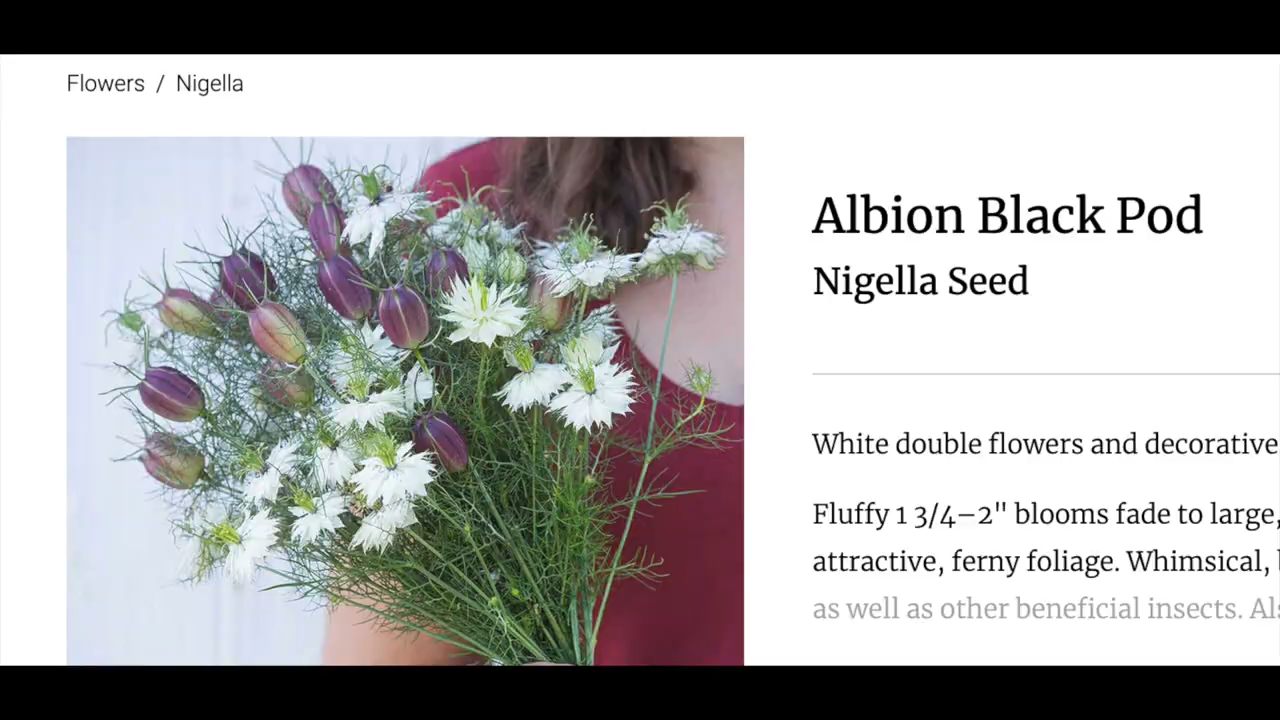 Flowers / Nigella
Albion Black Pod
Nigella Seed
White double flowers and decorative
Fluffy 1 3/4–2" blooms fade to large,
attractive, ferny foliage. Whimsical,
as well as other beneficial insects.